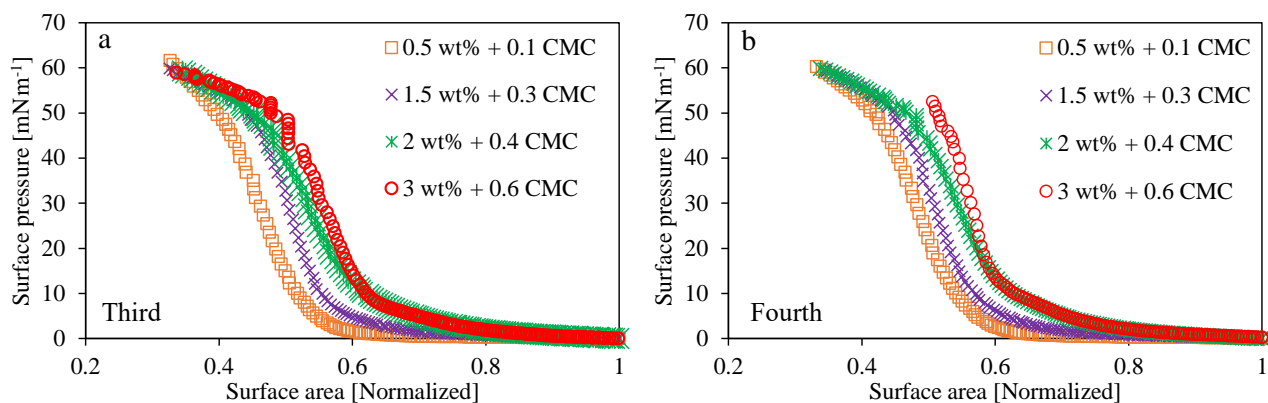 a
70
60
50
40
30
20
10
0
Surface pressure [mN m⁻¹]
0.5 wt% + 0.1 CMC
1.5 wt% + 0.3 CMC
2 wt% + 0.4 CMC
3 wt% + 0.6 CMC
Third
0.2 0.4 0.6 0.8 1
Surface area [Normalized]
b
70
60
50
40
30
20
10
0
Surface pressure [mN m⁻¹]
0.5 wt% + 0.1 CMC
1.5 wt% + 0.3 CMC
2 wt% + 0.4 CMC
3 wt% + 0.6 CMC
Fourth
0.2 0.4 0.6 0.8 1
Surface area [Normalized]